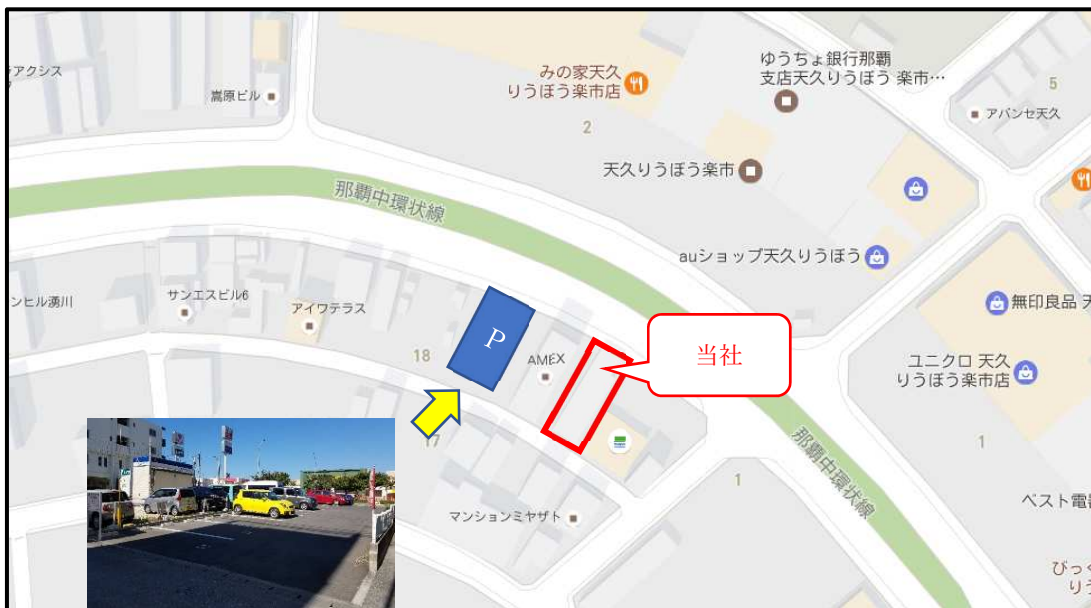 アクシス
嵩原ビル
みの家天久
りうぼう楽市店
ゆうちょ銀行那覇
支店天久りうぼう 楽市…
5
アバンセ天久
2
天久りうぼう楽市
那覇中環状線
auショップ天久りうぼう
ンヒル湧川
サンエスビル6
アイワテラス
無印良品 天
P
18
AMEX
当社
ユニクロ 天久
りうぼう楽市店
17
那覇中環状線
1
1
マンションミヤザト
ベスト電
びっく
りう